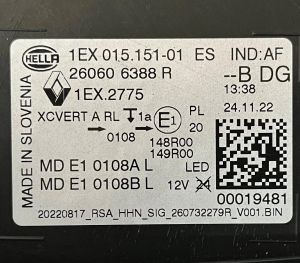 HELLA
1EX 015.151-01 ES IND:AF
26060 6388 R --B DG
1EX.2775 13:38
XCVERT A RL 1a E1 PL 24.11.22
0108 20
148R00
149R00
MD E1 0108A L LED
MD E1 0108B L 12V 24
00019481
20220817_RSA_HHN_SIG_260732279R_V001.BIN
MADE IN SLOVENIA